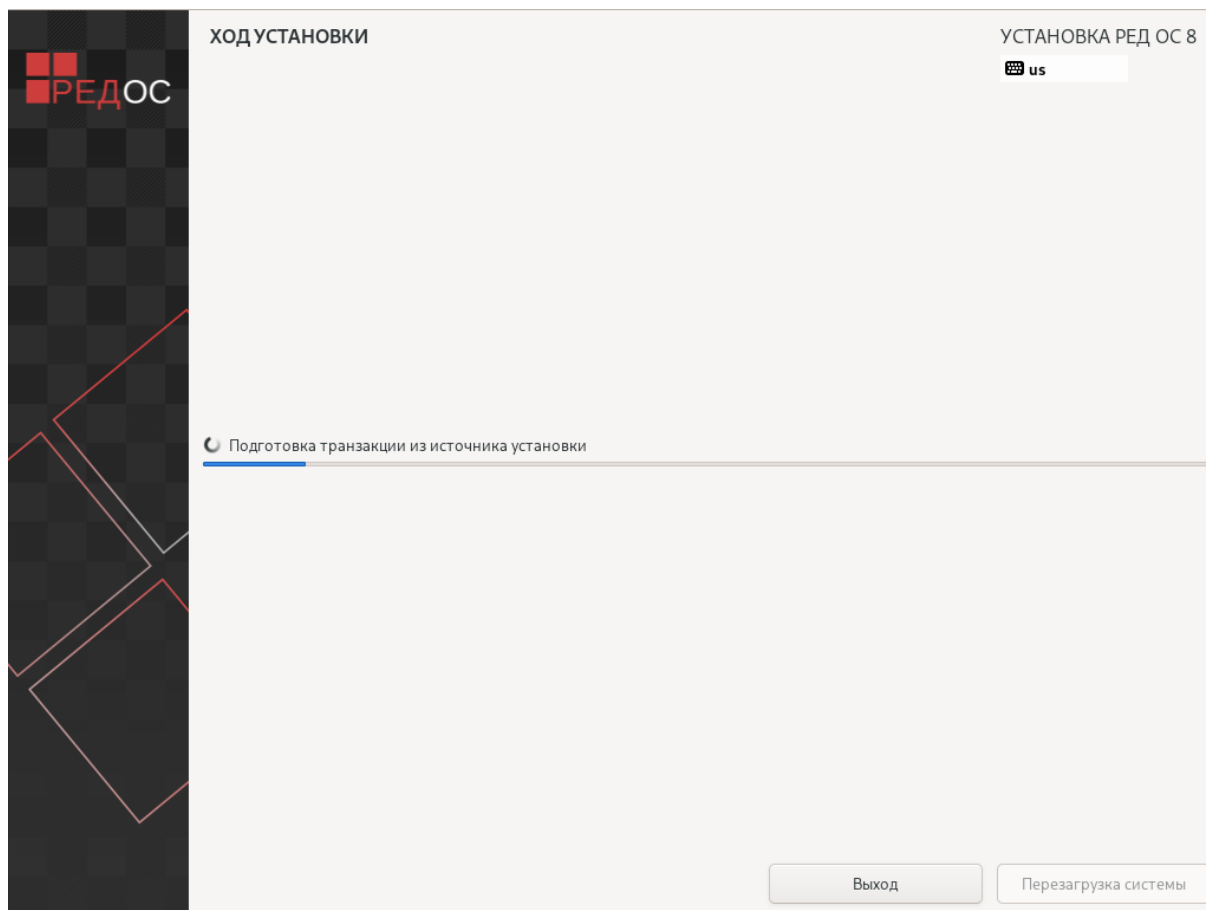 РЕДОС
ХОД УСТАНОВКИ
УСТАНОВКА РЕД ОС 8
us
Подготовка транзакции из источника установки
Выход
Перезагрузка системы